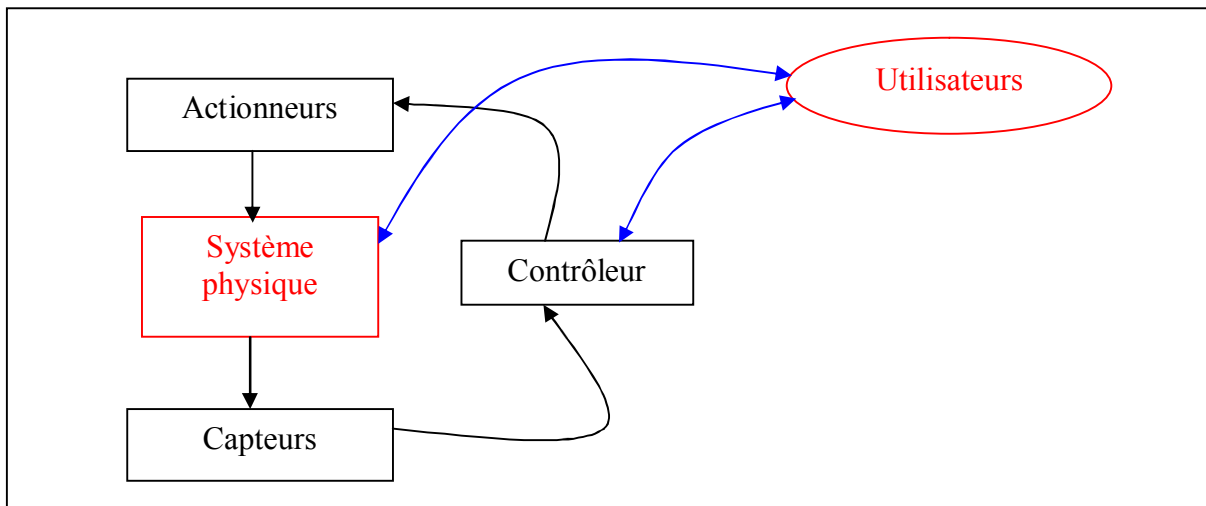 Utilisateurs
Actionneurs
Système
physique
Contrôleur
Capteurs